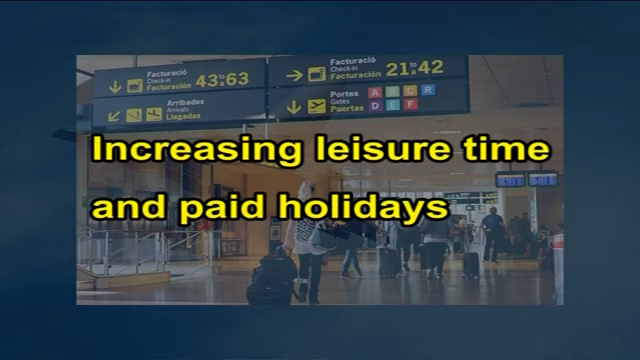 Facturació
Check-in
Facturación
43 to a 63
Facturació
Check-in
Facturación
21 to a 42
Arribades
Arrivals
Llegadas
Portes
Gates
Puertas
A B C R
D E F
Increasing leisure time
and paid holidays